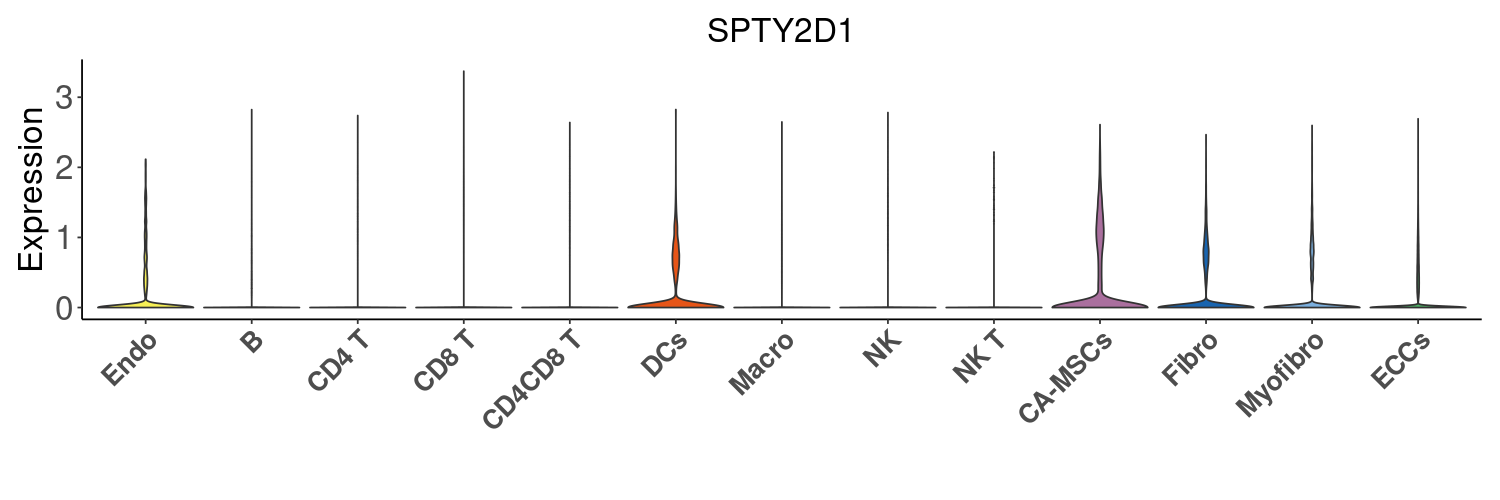 SPTY2D1
Expression
3
2
1
0
Endo
B
CD4 T
CD8 T
CD4CD8 T
DCs
Macro
NK
NK T
CA-MSCs
Fibro
Myofibro
ECCs